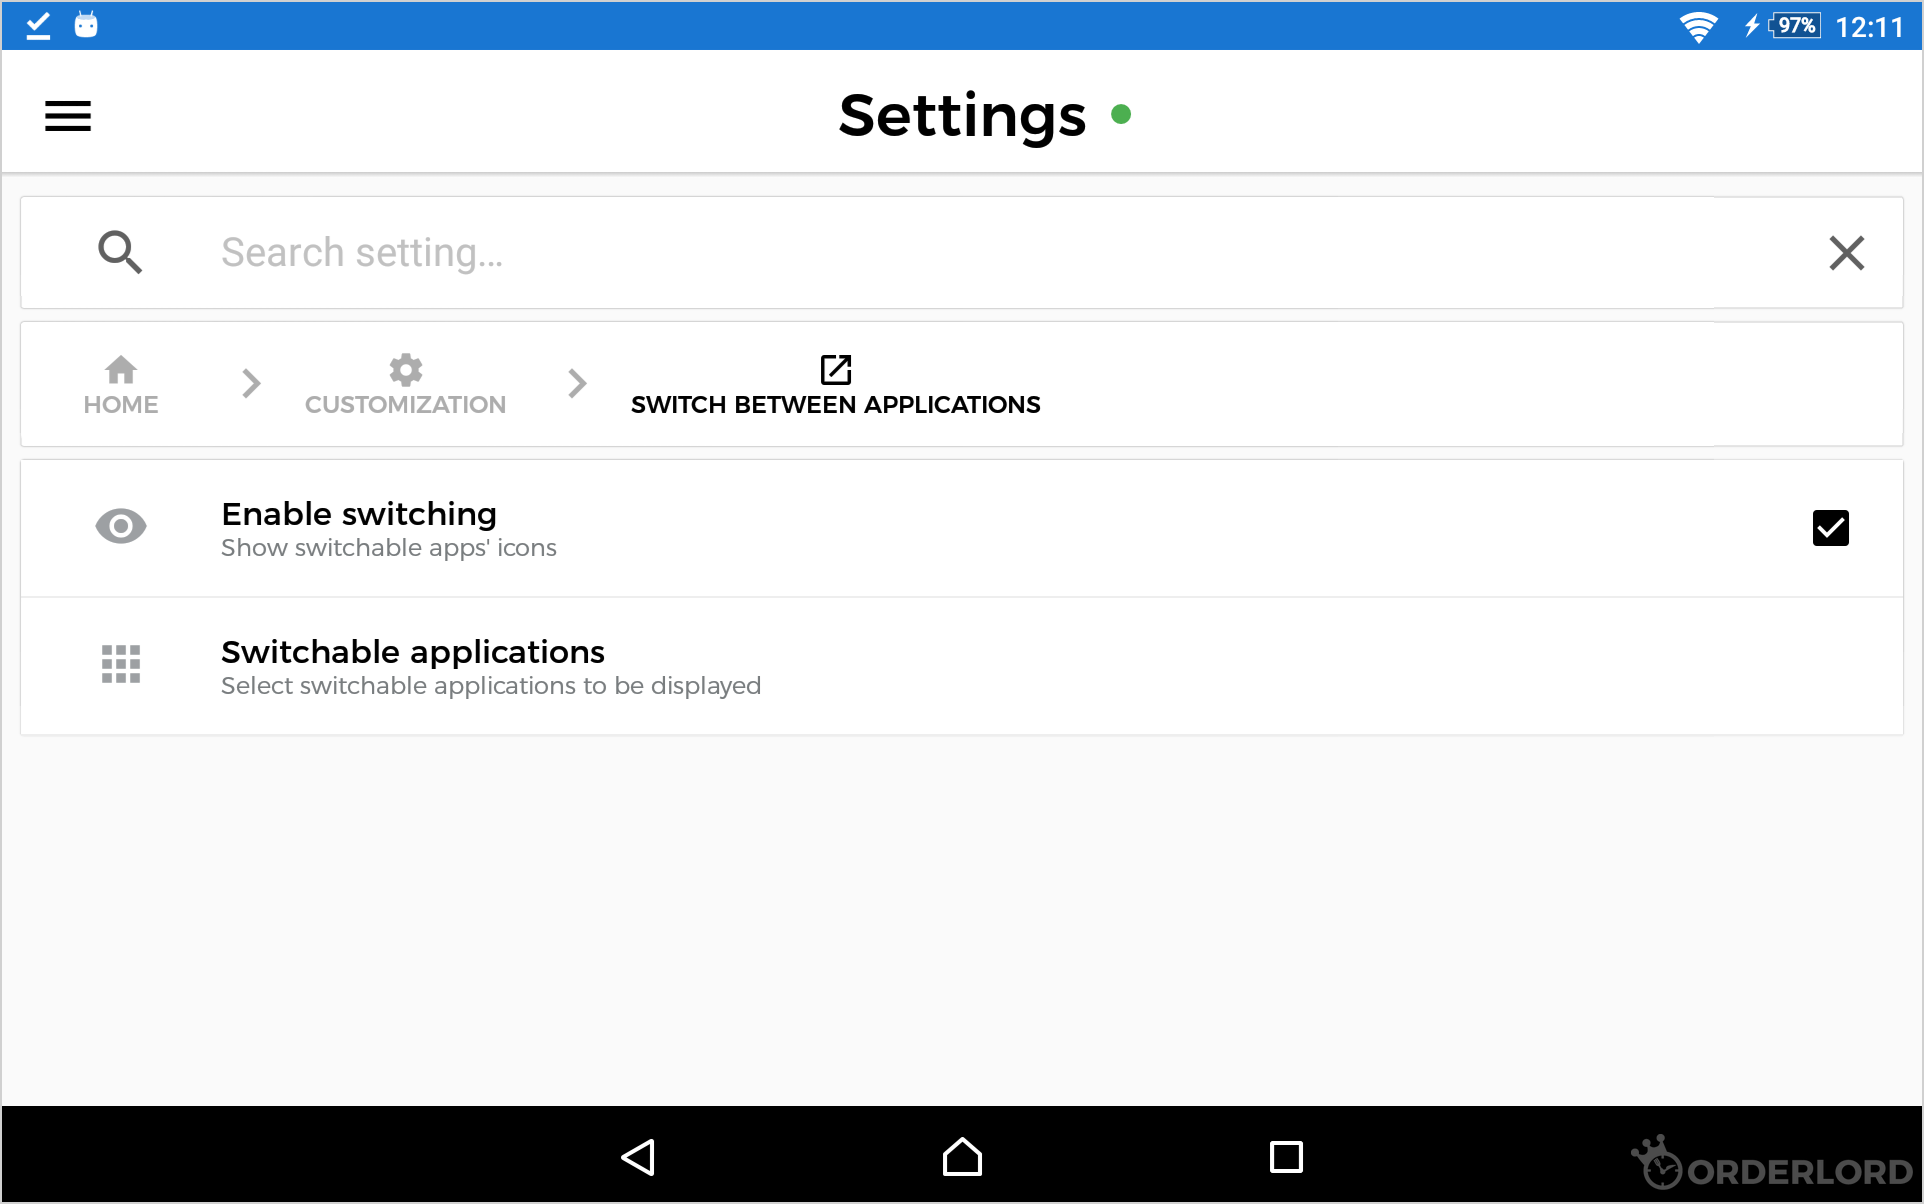 97% 12:11
Settings
Search setting...
HOME
CUSTOMIZATION
SWITCH BETWEEN APPLICATIONS
Enable switching
Show switchable apps' icons
Switchable applications
Select switchable applications to be displayed
ORDERLORD